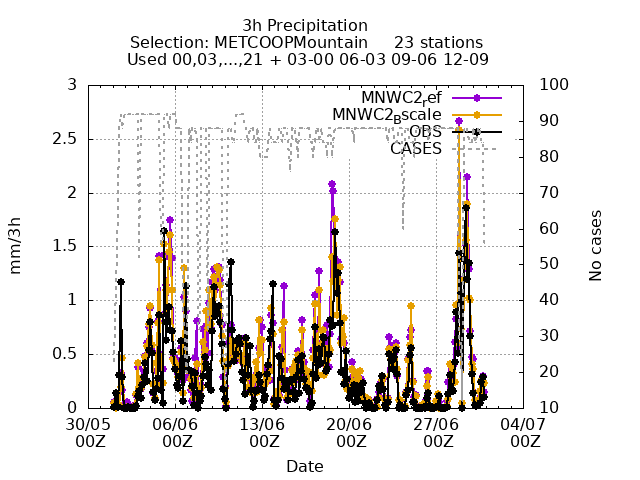 3h Precipitation
Selection: METCOOPMountain 23 stations
Used 00,03,...,21 + 03-00 06-03 09-06 12-09
MNWC2ref
MNWC2Bscale
OBS
CASES
3
2.5
2
1.5
1
0.5
0
100
90
80
70
60
50
40
30
20
10
mm/3h
No cases
30/05 06/06 13/06 20/06 27/06 04/07
00Z 00Z 00Z 00Z 00Z 00Z
Date